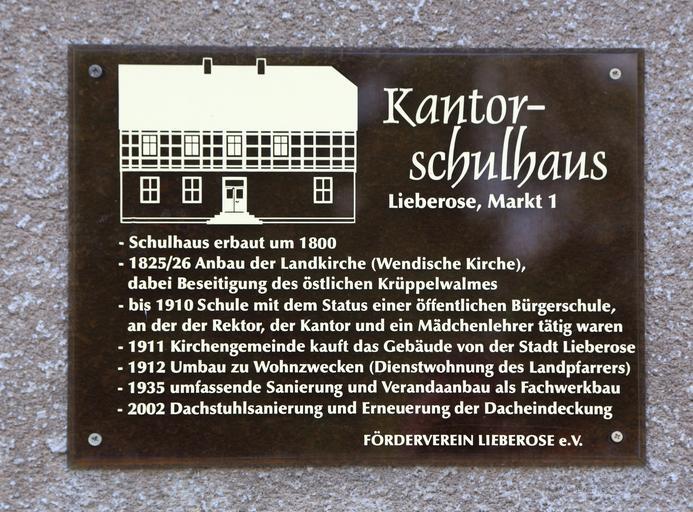 Kantor-
schulhaus
Lieberose, Markt 1
- Schulhaus erbaut um 1800
- 1825/26 Anbau der Landkirche (Wendische Kirche),
dabei Beseitigung des östlichen Krüppelwalmes
- bis 1910 Schule mit dem Status einer öffentlichen Bürgerschule,
an der der Rektor, der Kantor und ein Mädchenlehrer tätig waren
- 1911 Kirchengemeinde kauft das Gebäude von der Stadt Lieberose
- 1912 Umbau zu Wohnzwecken (Dienstwohnung des Landpfarrers)
- 1935 umfassende Sanierung und Verandaanbau als Fachwerkbau
- 2002 Dachstuhlsanierung und Erneuerung der Dacheindeckung
FÖRDERVEREIN LIEBEROSE e.V.